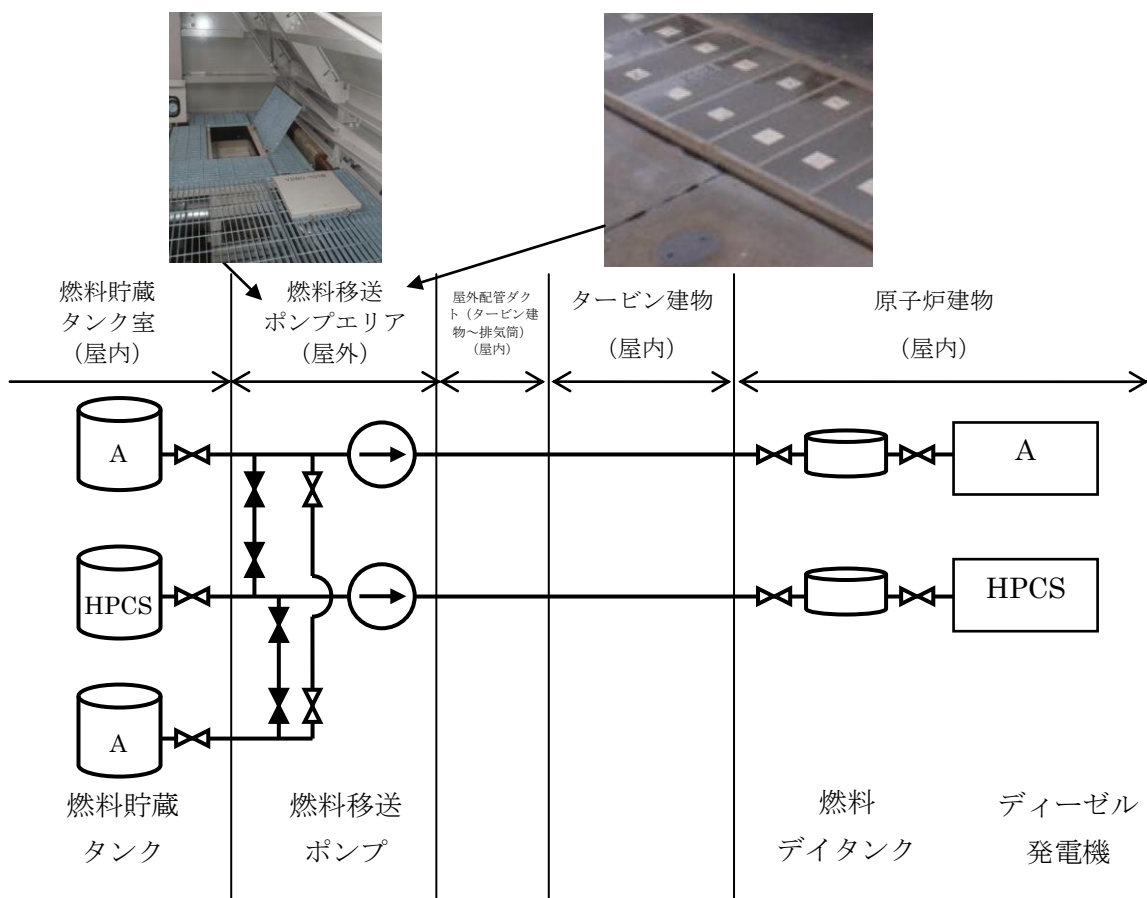 燃料貯蔵
タンク室
（屋内）
燃料移送
ポンプエリア
（屋外）
屋外配管ダク
ト（タービン建
物～排気筒）
（屋内）
タービン建物
（屋内）
原子炉建物
（屋内）
A
A
HPCS
HPCS
A
燃料貯蔵
タンク
燃料移送
ポンプ
燃料
デイタンク
ディーゼル
発電機